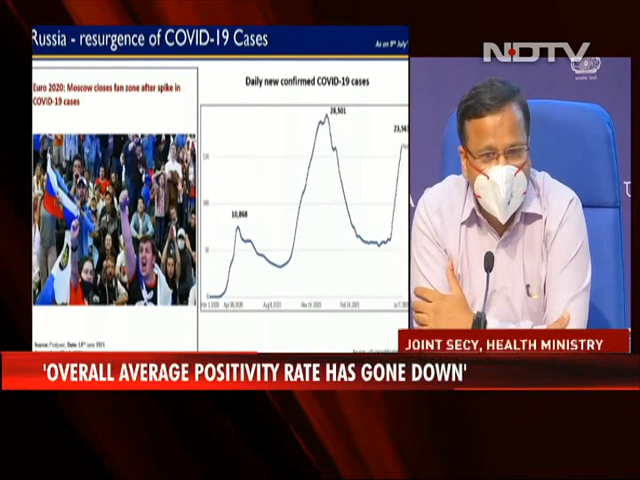 Russia - resurgence of COVID-19 Cases
As on 9th July'
NDTV
Euro 2020: Moscow closes fan zone after spike in
COVID-19 cases
Daily new confirmed COVID-19 cases
28,501
23,563
10,868
JOINT SECY, HEALTH MINISTRY
'OVERALL AVERAGE POSITIVITY RATE HAS GONE DOWN'